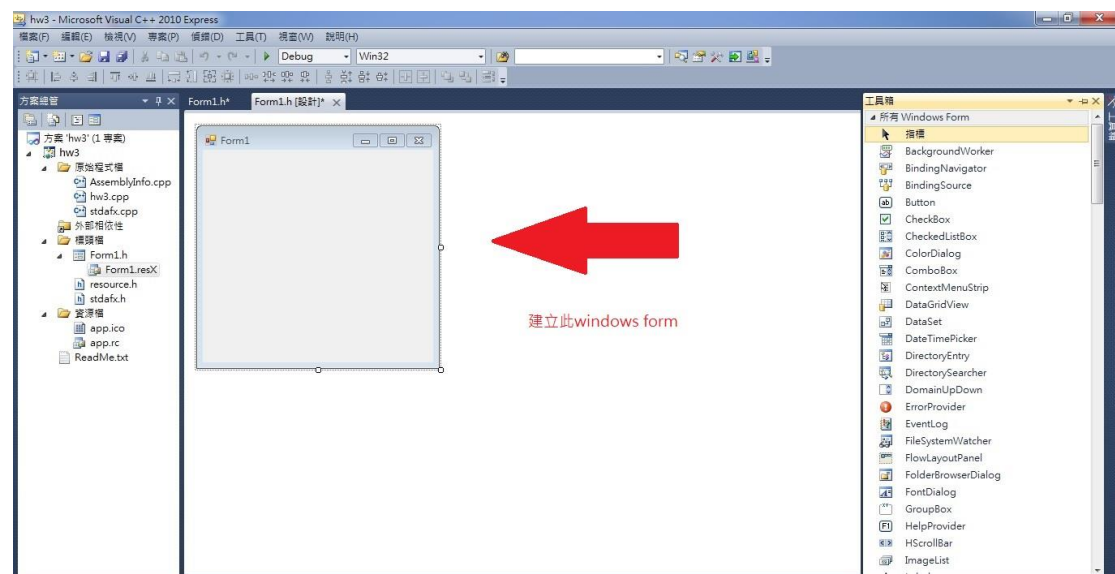 hw3 - Microsoft Visual C++ 2010 Express
檔案(F) 編輯(E) 檢視(V) 專案(P) 偵錯(D) 工具(T) 視窗(W) 說明(H)
Debug Win32
方案總管
Form1.h* Form1.h [設計]*
方案 'hw3' (1 專案)
hw3
原始程式檔
AssemblyInfo.cpp
hw3.cpp
stdafx.cpp
外部相依性
標頭檔
Form1.h
Form1.resX
resource.h
stdafx.h
資源檔
app.ico
app.rc
ReadMe.txt
Form1
建立此windows form
工具箱
所有 Windows Form
指標
BackgroundWorker
BindingNavigator
BindingSource
Button
CheckBox
CheckedListBox
ColorDialog
ComboBox
ContextMenuStrip
DataGridView
DataSet
DateTimePicker
DirectoryEntry
DirectorySearcher
DomainUpDown
ErrorProvider
EventLog
FileSystemWatcher
FlowLayoutPanel
FolderBrowserDialog
FontDialog
GroupBox
HelpProvider
HScrollBar
ImageList
工具箱